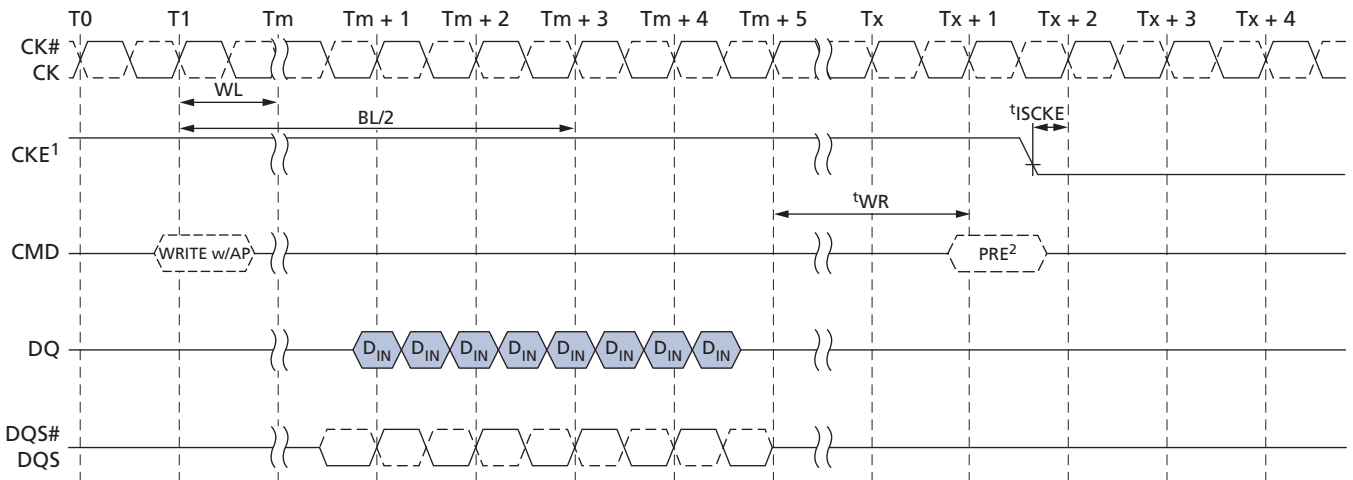 T0 T1 Tm Tm + 1 Tm + 2 Tm + 3 Tm + 4 Tm + 5 Tx Tx + 1 Tx + 2 Tx + 3 Tx + 4
CK#
CK
WL
BL/2
tISCKE
CKE1
tWR
CMD
WRITE w/AP
PRE2
DQ
DIN DIN DIN DIN DIN DIN DIN DIN
DQS#
DQS